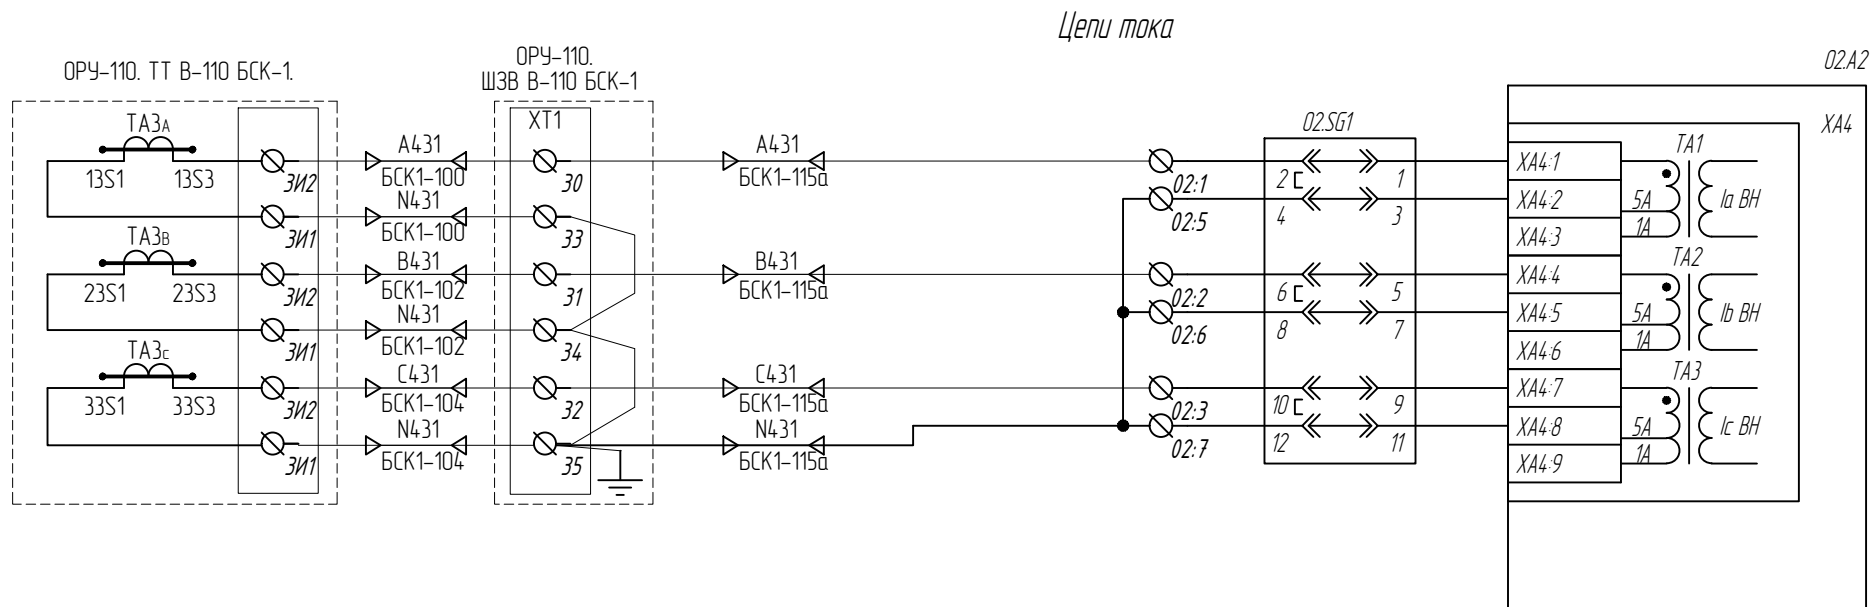 Цепи тока
ОРУ-110. ТТ В-110 БСК-1.
ОРУ-110.
ШЗВ В-110 БСК-1
02.A2
XA4
TA3A
13S1
13S3
3И2
3И1
A431
БСК1-100
N431
БСК1-100
XT1
30
33
A431
БСК1-115а
02:1
02:5
02.SG1
2
1
4
3
XA4:1
XA4:2
XA4:3
TA1
5А
1А
Ia ВН
TA3B
23S1
23S3
3И2
3И1
B431
БСК1-102
N431
БСК1-102
31
34
B431
БСК1-115а
02:2
02:6
6
5
8
7
XA4:4
XA4:5
XA4:6
TA2
5А
1А
Ib ВН
TA3C
33S1
33S3
3И2
3И1
C431
БСК1-104
N431
БСК1-104
32
35
C431
БСК1-115а
N431
БСК1-115а
02:3
02:7
10
9
12
11
XA4:7
XA4:8
XA4:9
TA3
5А
1А
Ic ВН